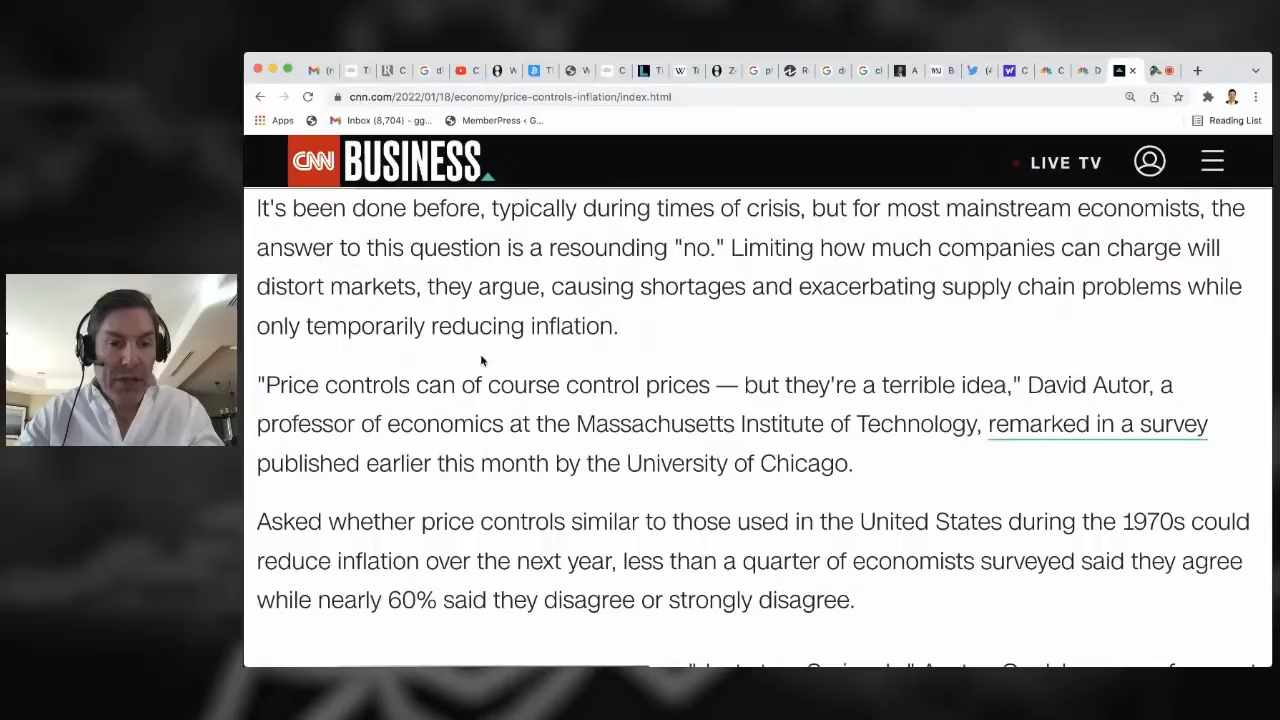 cnn.com/2022/01/18/economy/price-controls-inflation/index.html
Apps
Inbox (8,704) - gg...
MemberPress ‹ G...
Reading List
CNN BUSINESS
LIVE TV
It's been done before, typically during times of crisis, but for most mainstream economists, the
answer to this question is a resounding "no." Limiting how much companies can charge will
distort markets, they argue, causing shortages and exacerbating supply chain problems while
only temporarily reducing inflation.
"Price controls can of course control prices — but they're a terrible idea," David Autor, a
professor of economics at the Massachusetts Institute of Technology, remarked in a survey
published earlier this month by the University of Chicago.
Asked whether price controls similar to those used in the United States during the 1970s could
reduce inflation over the next year, less than a quarter of economists surveyed said they agree
while nearly 60% said they disagree or strongly disagree.